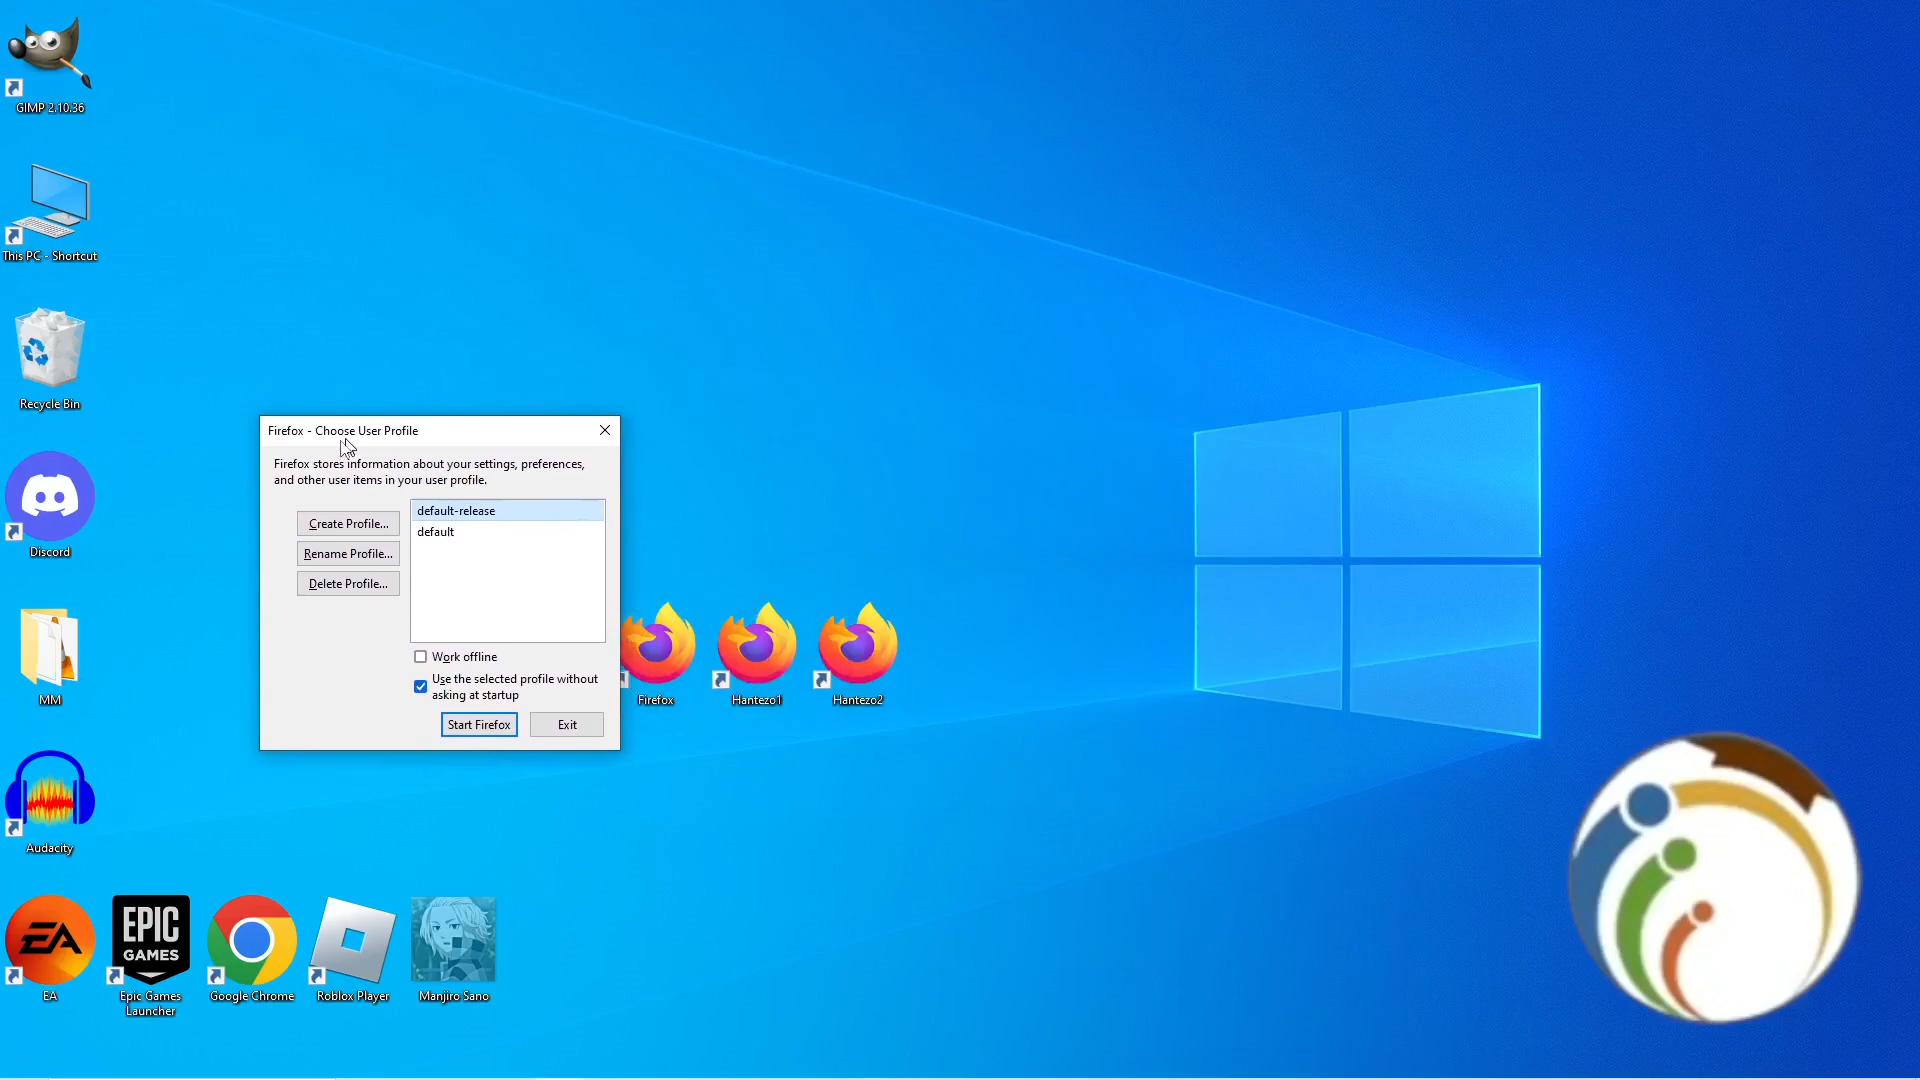 GIMP 2.10.36
This PC - Shortcut
Recycle Bin
Discord
MM
Audacity
EA
EA
EPIC
GAMES
Epic Games
Launcher
Google Chrome
Roblox Player
Manjiro Sano
Firefox - Choose User Profile
Firefox stores information about your settings, preferences,
and other user items in your user profile.
Create Profile...
Rename Profile...
Delete Profile...
default-release
default
Work offline
Use the selected profile without
asking at startup
Start Firefox
Exit
Firefox
Hantezo1
Hantezo2